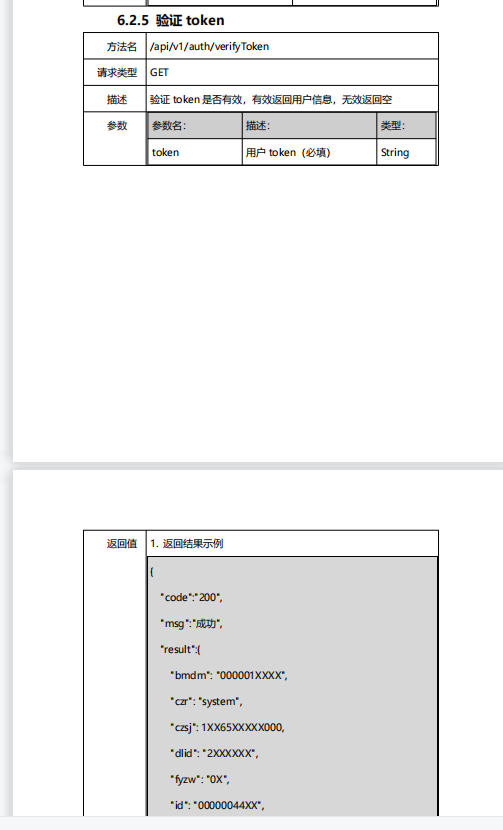 6.2.5 验证 token
方法名 /api/v1/auth/verifyToken
请求类型 GET
描述 验证 token 是否有效，有效返回用户信息，无效返回空
参数 参数名： 描述： 类型：
token 用户 token（必填） String
返回值 1. 返回结果示例
{
"code":"200",
"msg":"成功",
"result":{
"bmdm": "000001XXXX",
"czr": "system",
"czsj": 1XX65XXXXX000,
"dlid": "2XXXXXX",
"fyzw": "0X",
"id": "00000044XX",